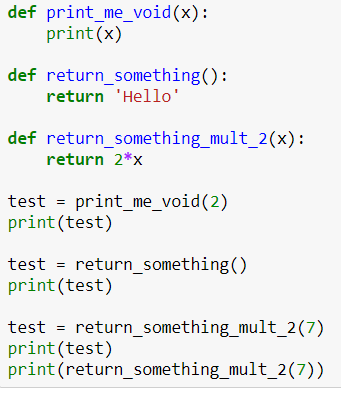 def print_me_void(x):
    print(x)

def return_something():
    return 'Hello'

def return_something_mult_2(x):
    return 2*x

test = print_me_void(2)
print(test)

test = return_something()
print(test)

test = return_something_mult_2(7)
print(test)
print(return_something_mult_2(7))